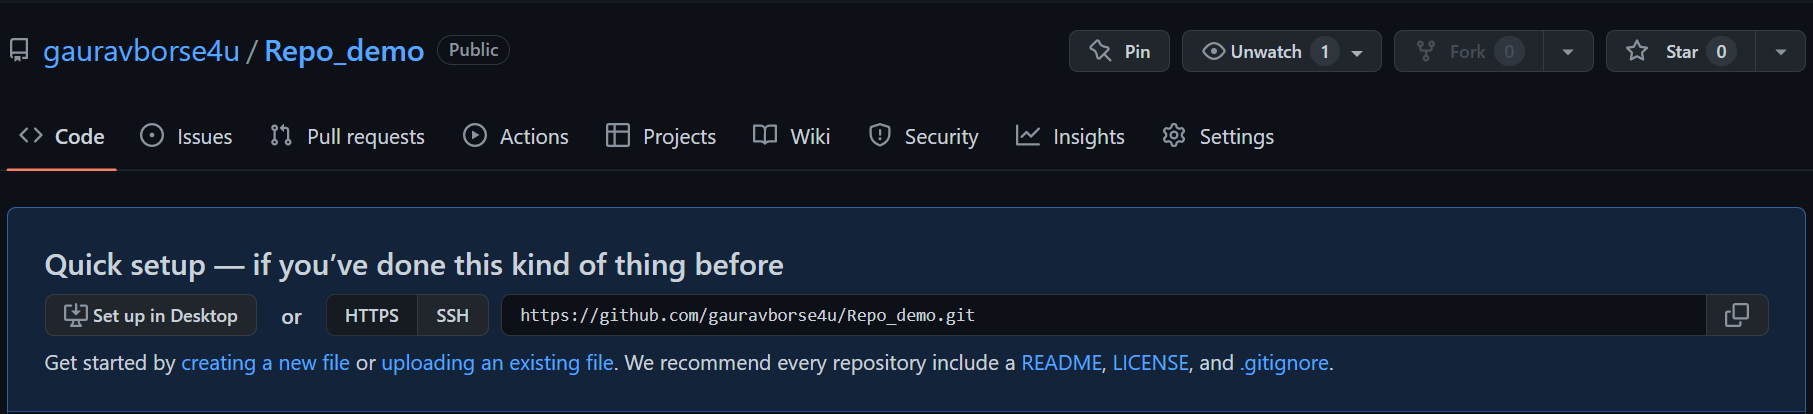 gauravborse4u / Repo_demo Public Pin Unwatch 1 Fork 0 Star 0
Code Issues Pull requests Actions Projects Wiki Security Insights Settings
Quick setup — if you’ve done this kind of thing before
Set up in Desktop or HTTPS SSH https://github.com/gauravborse4u/Repo_demo.git
Get started by creating a new file or uploading an existing file. We recommend every repository include a README, LICENSE, and .gitignore.